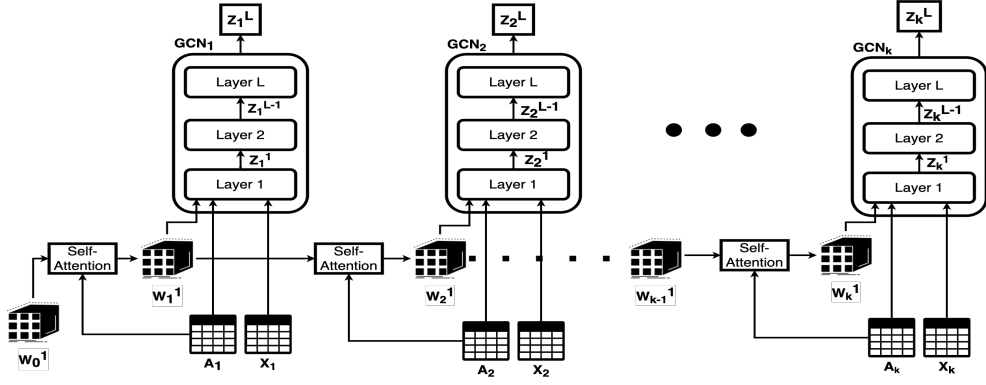 Z₁ᴸ
GCN₁
Layer L
Z₁ᴸ⁻¹
Layer 2
Z₁¹
Layer 1
Self-
Attention
W₀¹
W₁¹
A₁
X₁
Z₂ᴸ
GCN₂
Layer L
Z₂ᴸ⁻¹
Layer 2
Z₂¹
Layer 1
Self-
Attention
W₂¹
A₂
X₂
Zₖᴸ
GCNₖ
Layer L
Zₖᴸ⁻¹
Layer 2
Zₖ¹
Layer 1
Wₖ₋₁¹
Self-
Attention
Wₖ¹
Aₖ
Xₖ